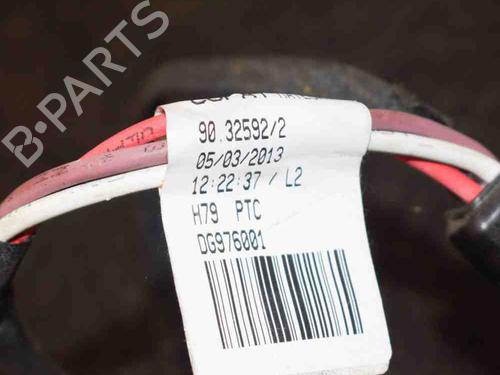 B-PARTS
90.32592/2
05/03/2013
12:22:37 / L2
H79 PTC
DG976001